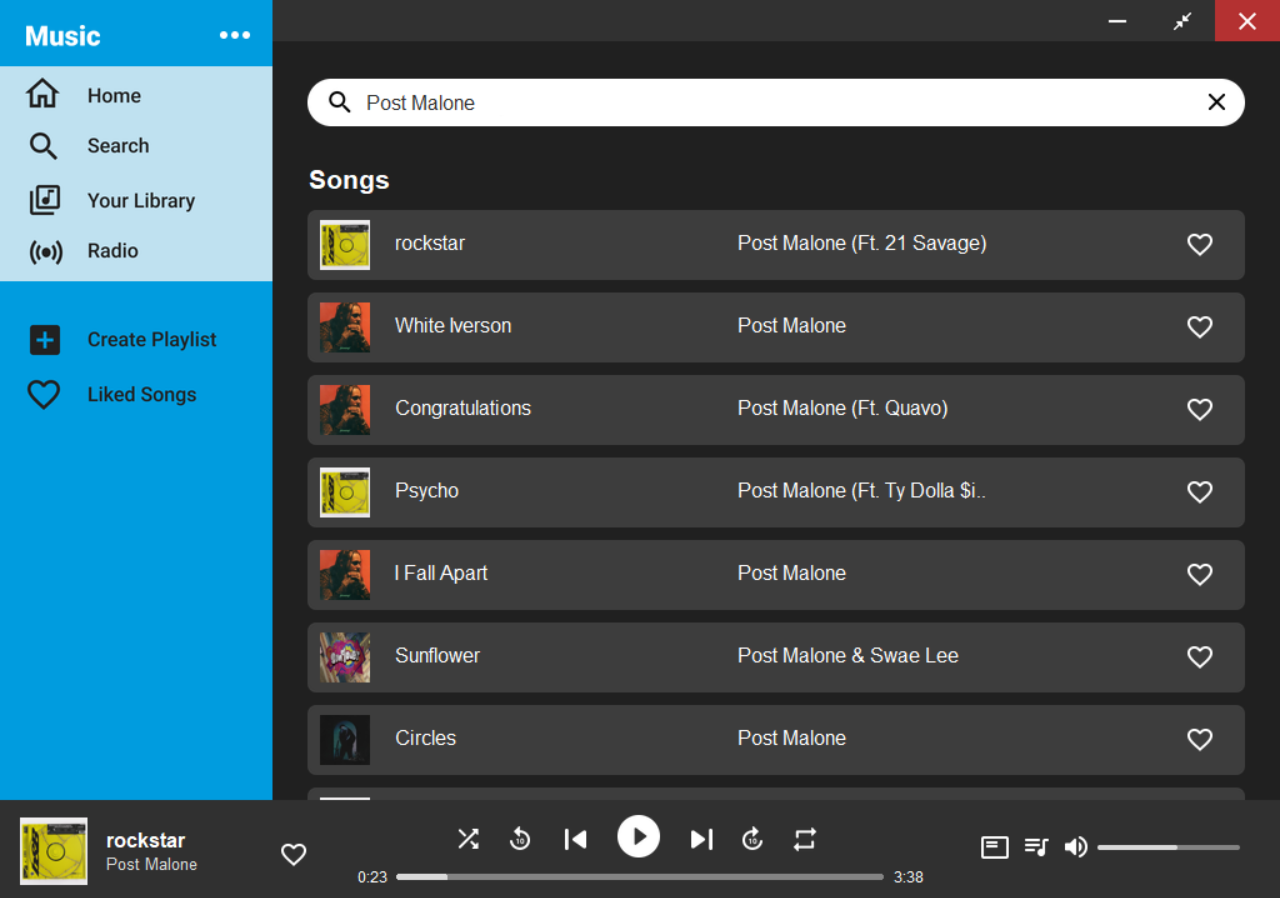 Music
Home
Search
Your Library
Radio
Create Playlist
Liked Songs
Post Malone
Songs
rockstar Post Malone (Ft. 21 Savage)
White Iverson Post Malone
Congratulations Post Malone (Ft. Quavo)
Psycho Post Malone (Ft. Ty Dolla $i..
I Fall Apart Post Malone
Sunflower Post Malone & Swae Lee
Circles Post Malone
rockstar
Post Malone
10 10
0:23 3:38